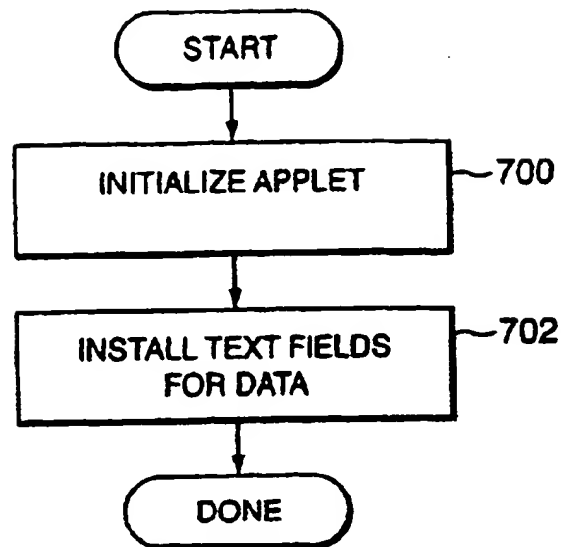 START
INITIALIZE APPLET
700
INSTALL TEXT FIELDS
FOR DATA
702
DONE